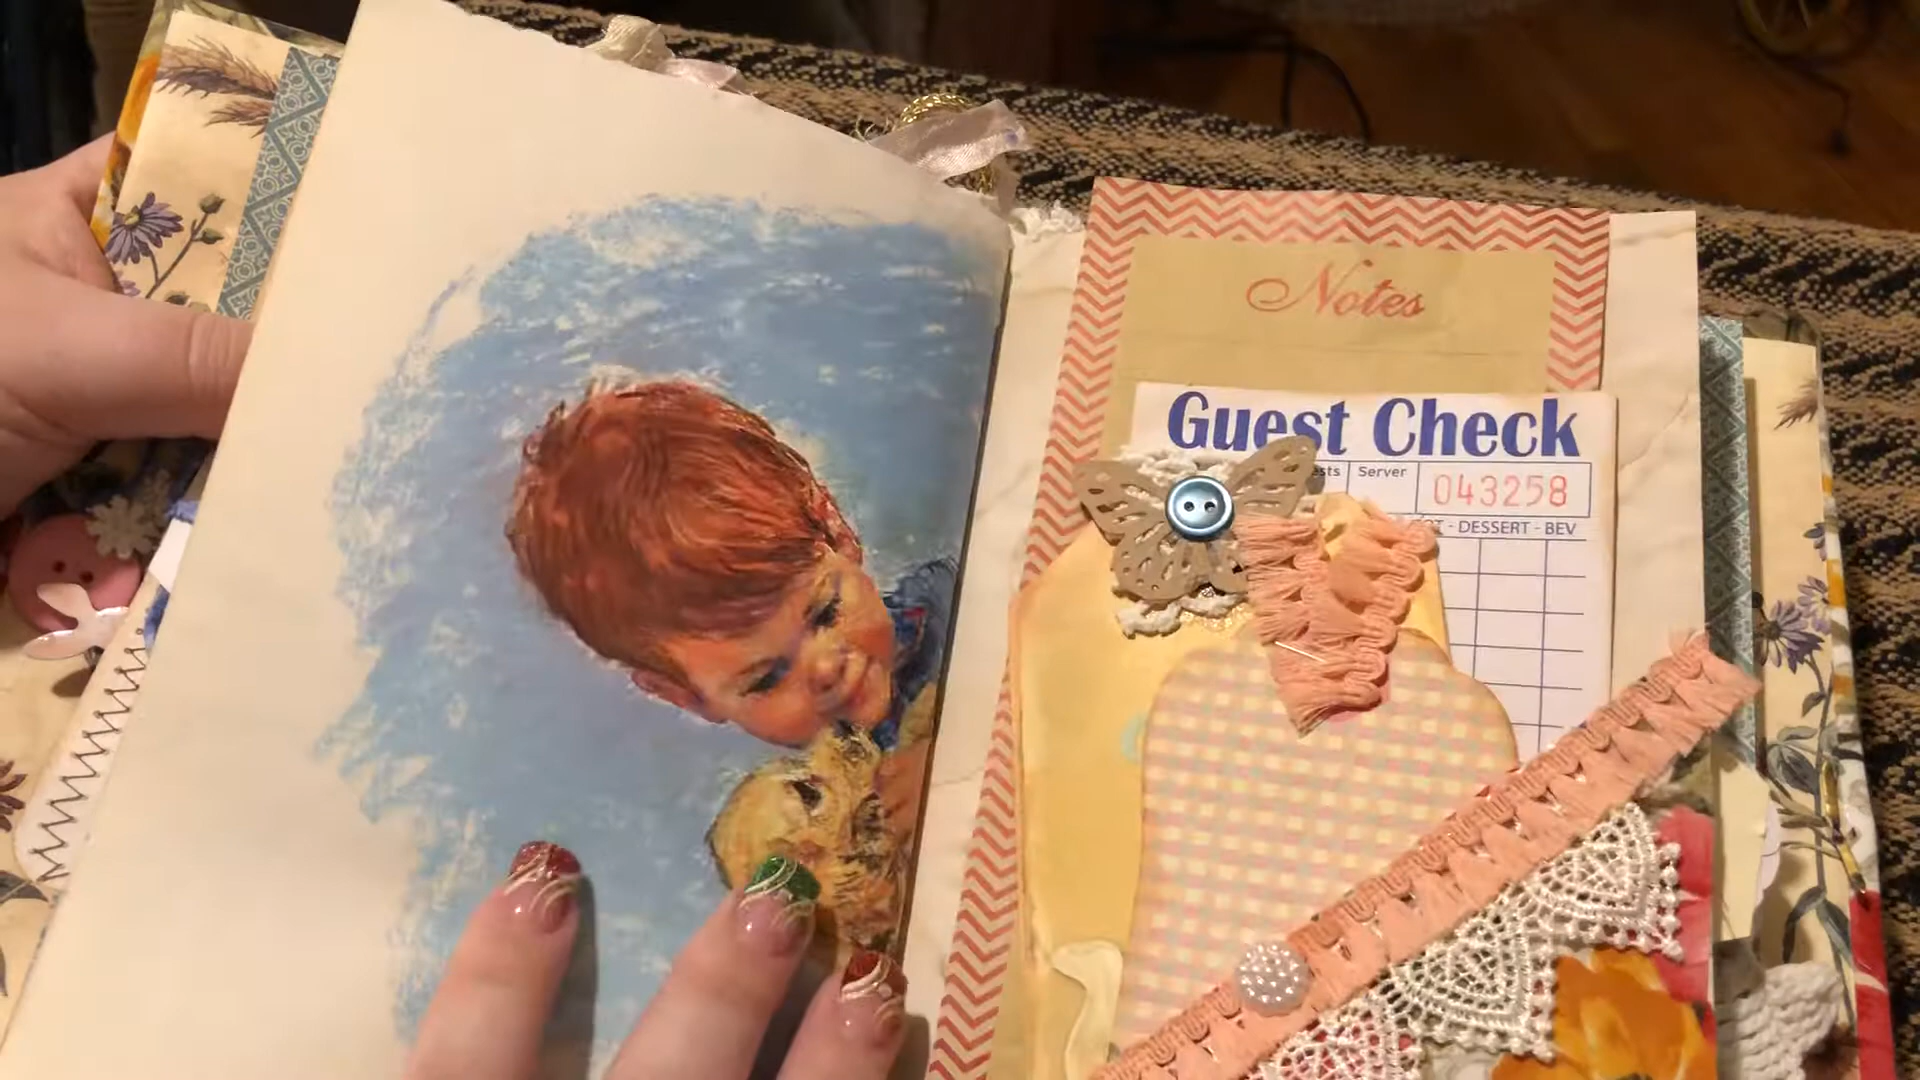 Notes
Guest Check
Server
043258
- DESSERT - BEV